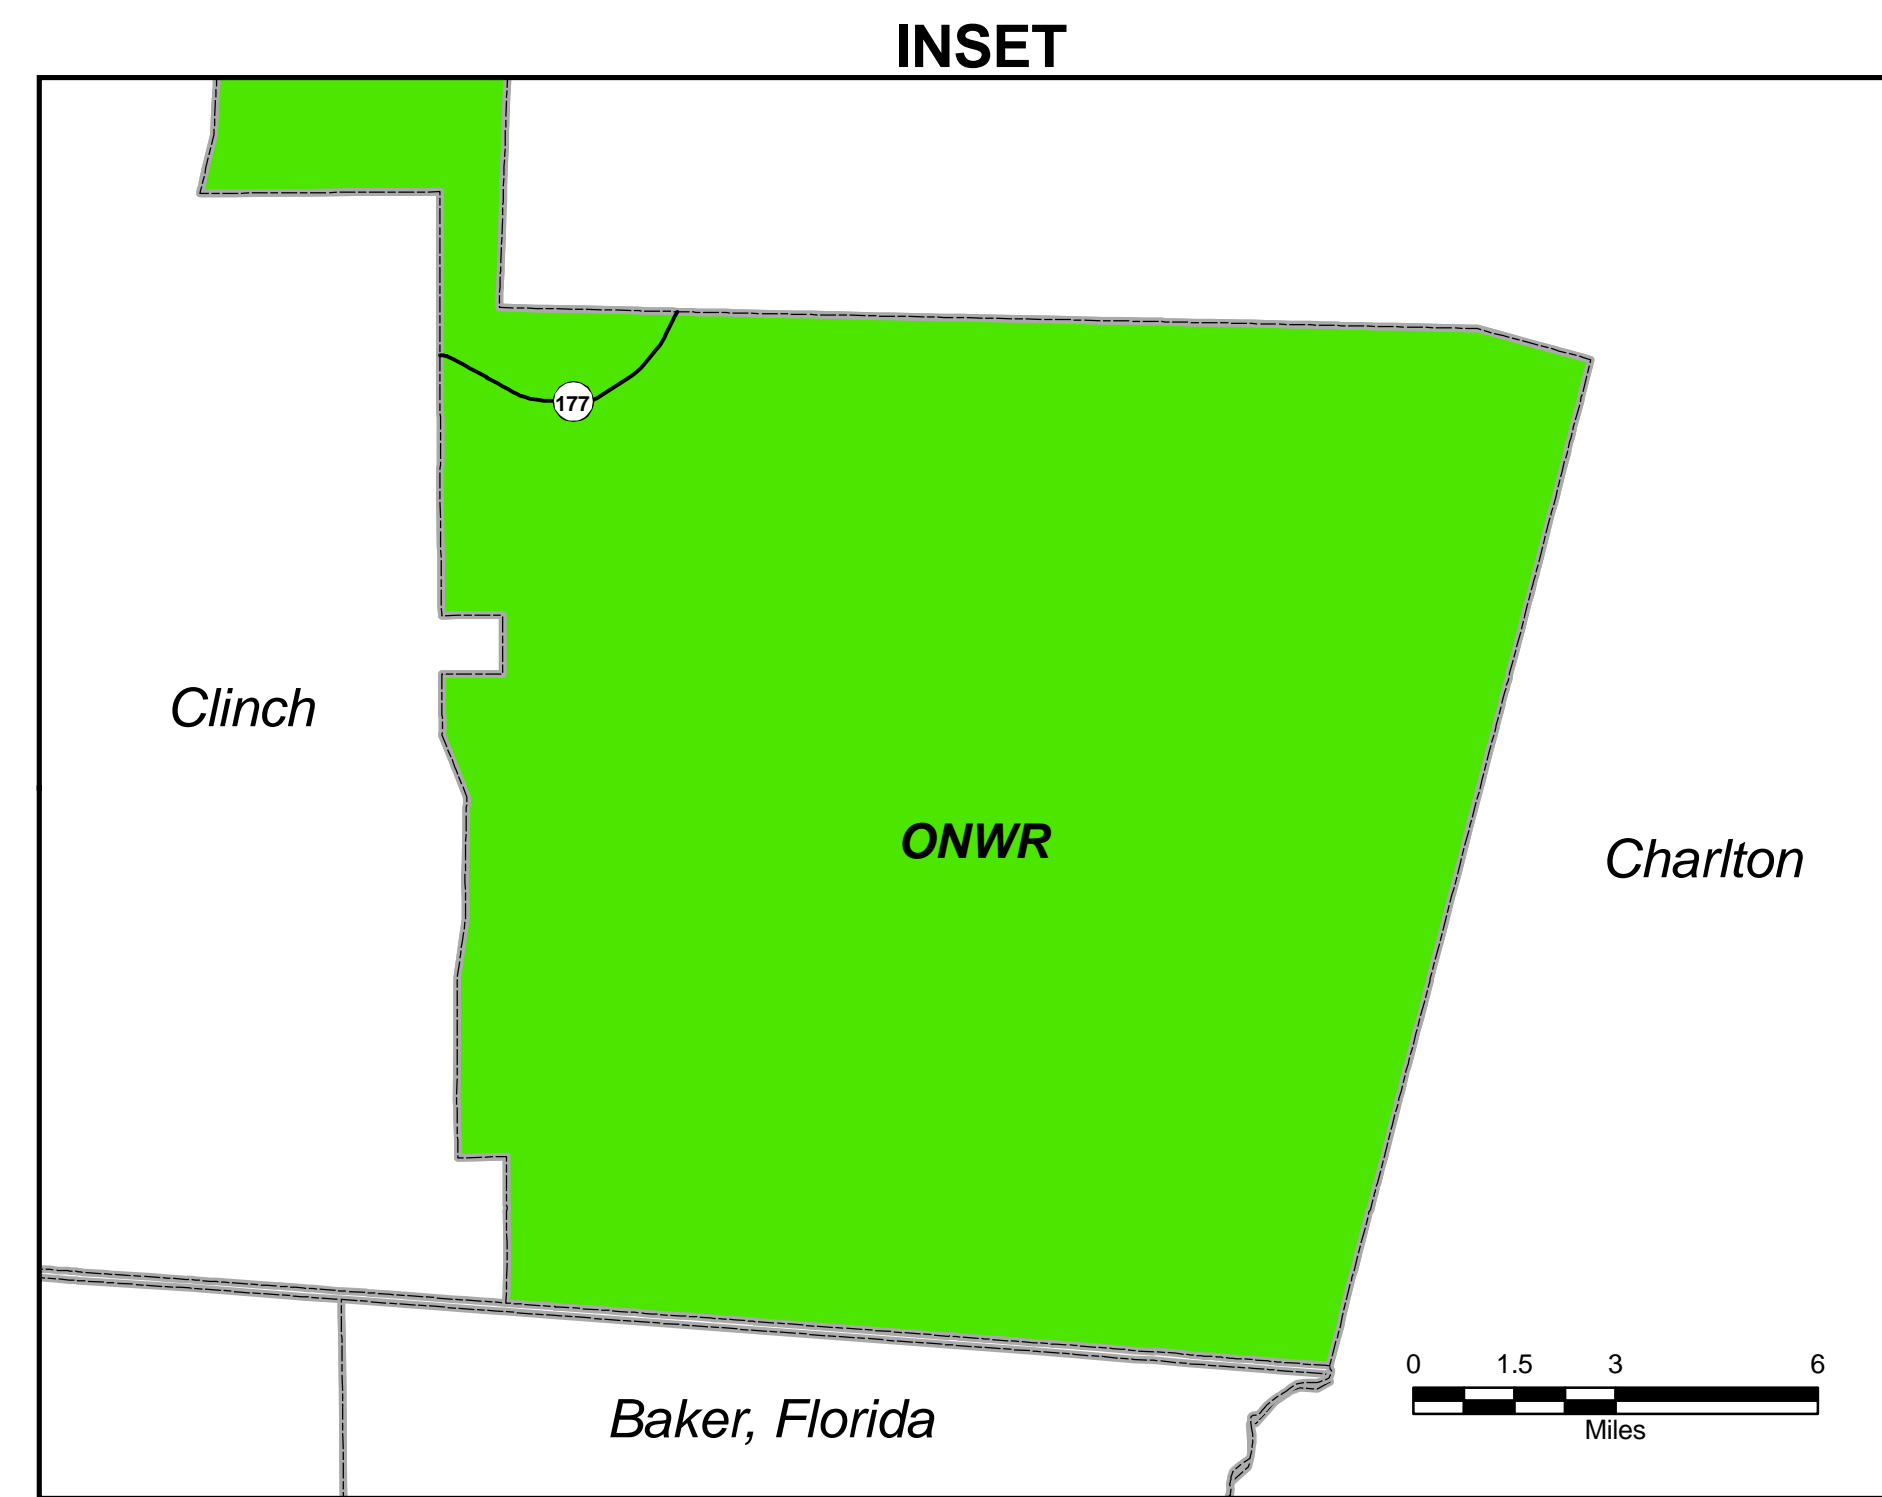 INSET
177
Clinch
ONWR
Charlton
0 1.5 3 6
Miles
Baker, Florida